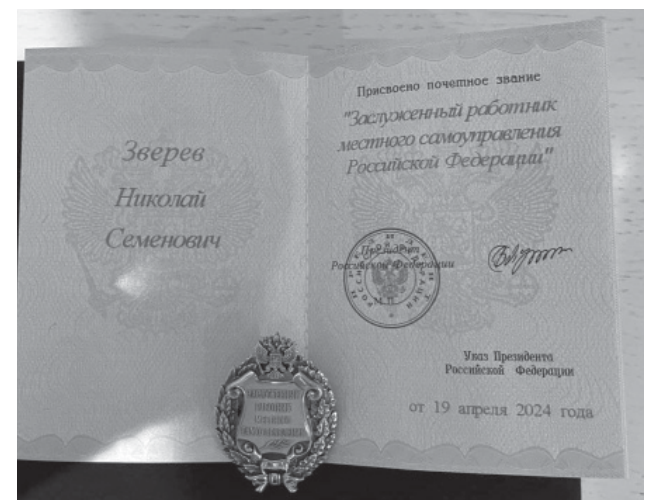 Зверев
Николай
Семенович
Присвоено почетное звание
"Заслуженный работник
местного самоуправления
Российской Федерации"
Президент
Российской Федерации
М.П.
Указ Президента
Российской Федерации
от 19 апреля 2024 года